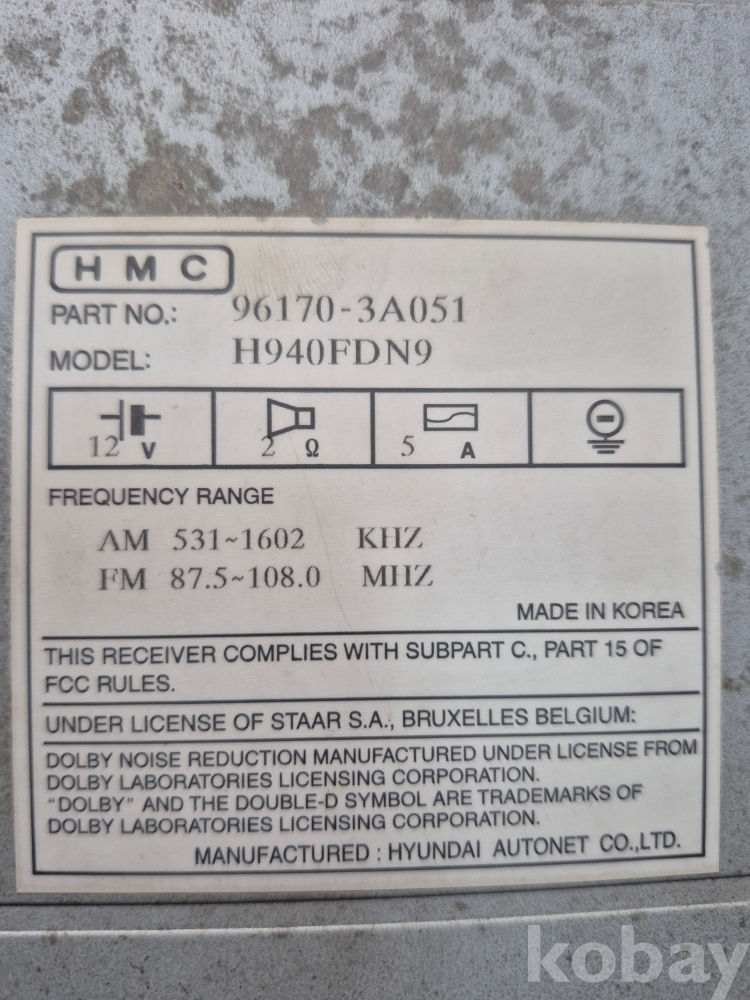 HMC
PART NO.: 96170-3A051
MODEL: H940FDN9
12 V 2 Ω 5 A
FREQUENCY RANGE
AM 531~1602 KHZ
FM 87.5~108.0 MHZ
MADE IN KOREA
THIS RECEIVER COMPLIES WITH SUBPART C., PART 15 OF
FCC RULES.
UNDER LICENSE OF STAAR S.A., BRUXELLES BELGIUM:
DOLBY NOISE REDUCTION MANUFACTURED UNDER LICENSE FROM
DOLBY LABORATORIES LICENSING CORPORATION.
"DOLBY" AND THE DOUBLE-D SYMBOL ARE TRADEMARKS OF
DOLBY LABORATORIES LICENSING CORPORATION.
MANUFACTURED : HYUNDAI AUTONET CO.,LTD.
kobay